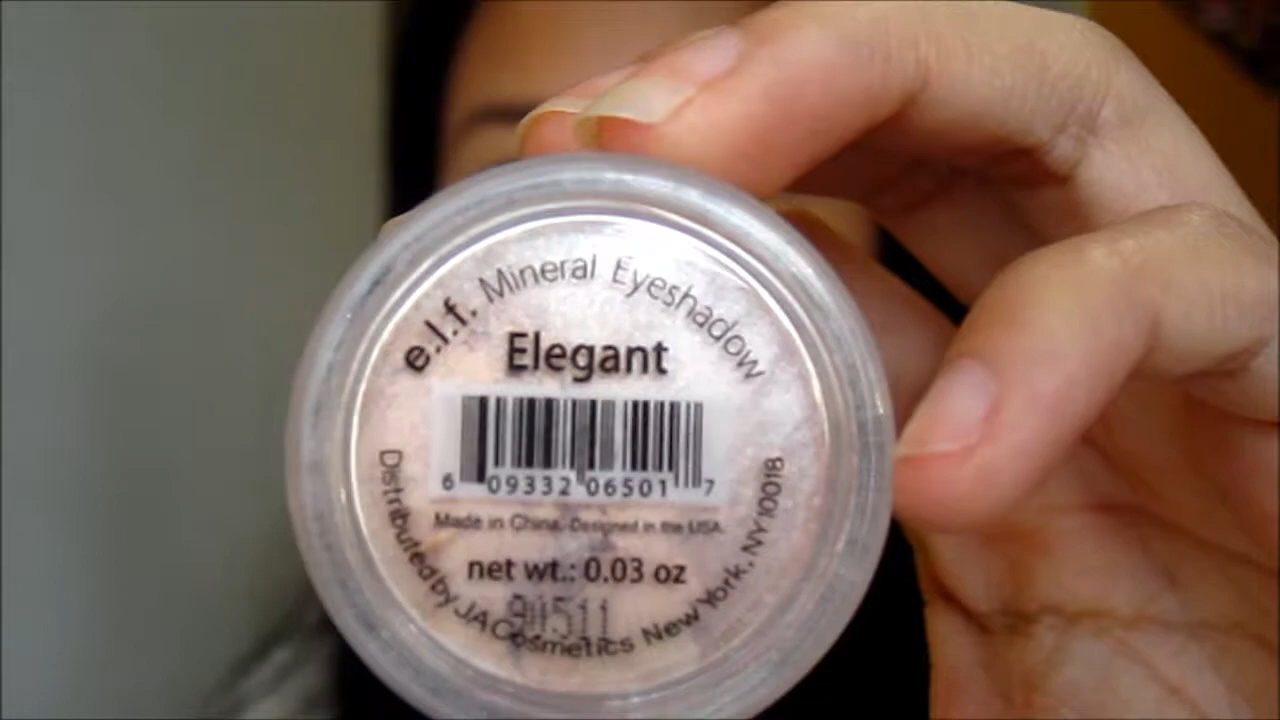 e.l.f. Mineral Eyeshadow
Elegant
6 09332 06501 7
Made in China. Designed in the USA
net wt.: 0.03 oz
Distributed by JA Cosmetics New York, NY 10018